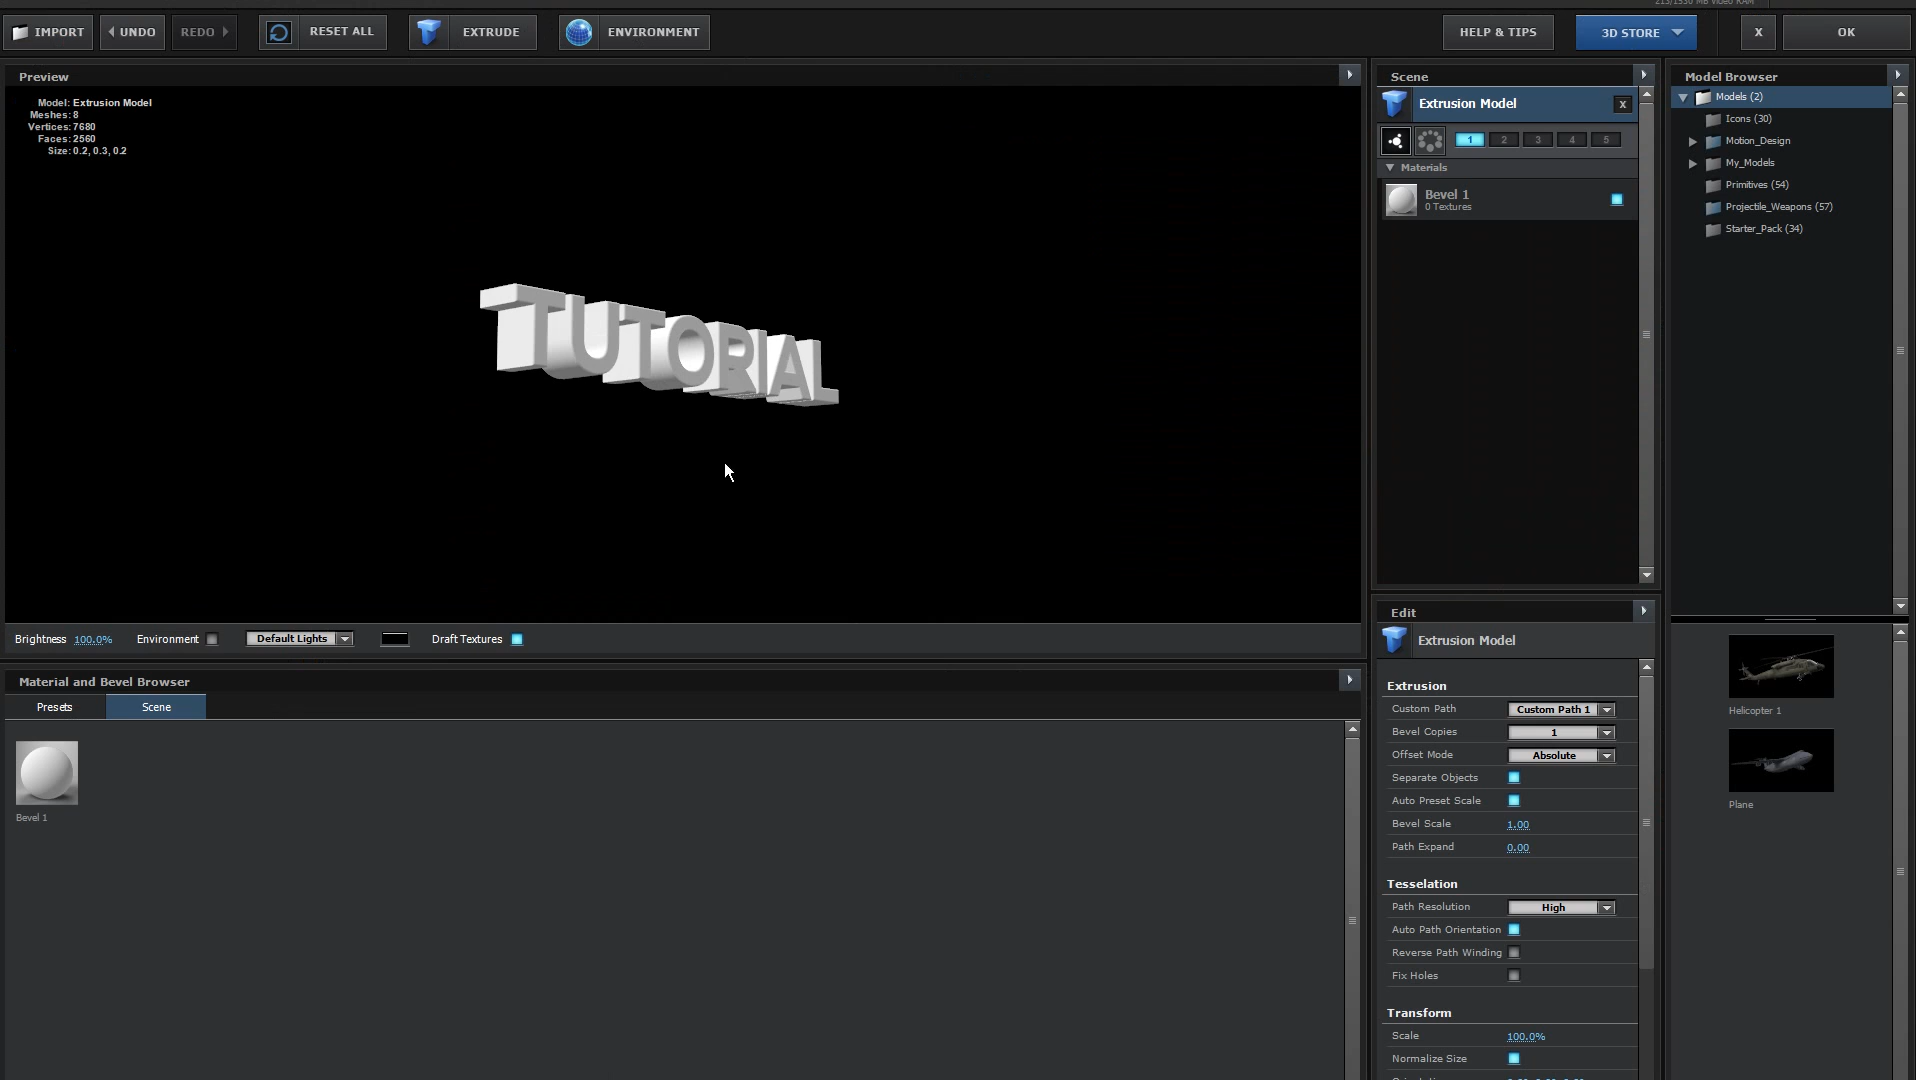 213/1536 MB Video RAM
IMPORT
UNDO
REDO
RESET ALL
EXTRUDE
ENVIRONMENT
HELP & TIPS
3D STORE
X
OK
Preview
Model: Extrusion Model
Meshes: 8
Vertices: 7680
Faces: 2560
Size: 0.2, 0.3, 0.2
TUTORIAL
Brightness 100.0%
Environment
Default Lights
Draft Textures
Material and Bevel Browser
Presets
Scene
Bevel 1
Scene
Extrusion Model
X
1 2 3 4 5
Materials
Bevel 1
0 Textures
Edit
Extrusion Model
Extrusion
Custom Path Custom Path 1
Bevel Copies 1
Offset Mode Absolute
Separate Objects
Auto Preset Scale
Bevel Scale 1.00
Path Expand 0.00
Tesselation
Path Resolution High
Auto Path Orientation
Reverse Path Winding
Fix Holes
Transform
Scale 100.0%
Normalize Size
Model Browser
Models (2)
Icons (30)
Motion_Design
My_Models
Primitives (54)
Projectile_Weapons (57)
Starter_Pack (34)
Helicopter 1
Plane